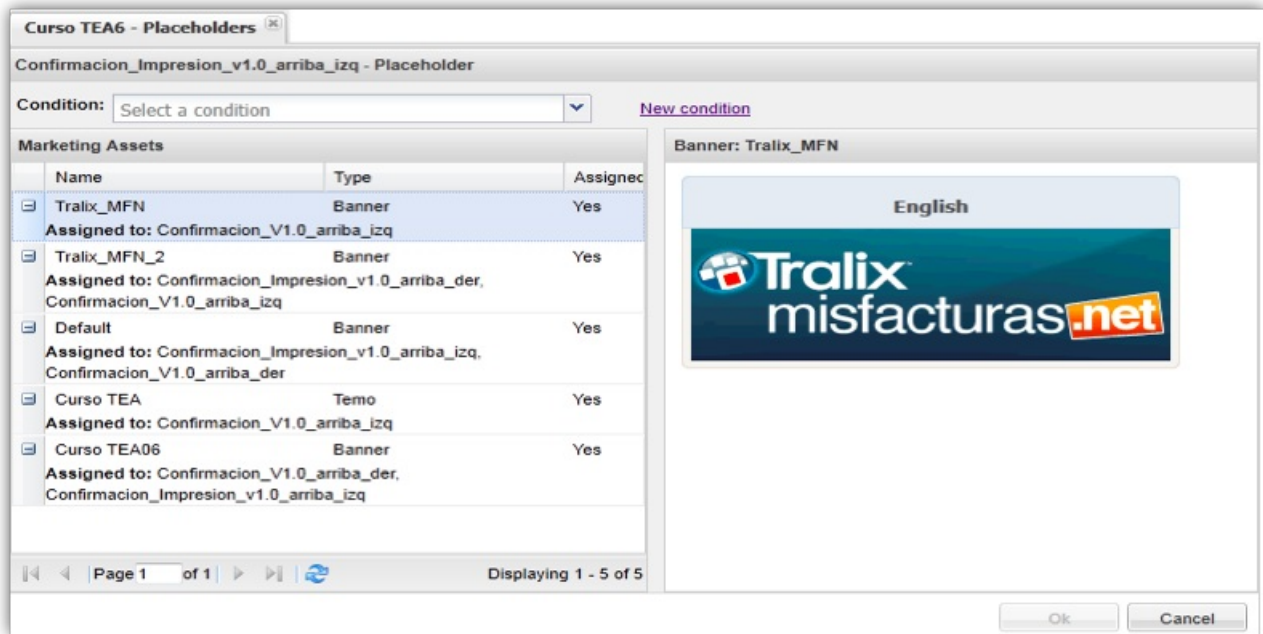 Curso TEA6 - Placeholders
Confirmacion_Impresion_v1.0_arriba_izq - Placeholder
Condition: Select a condition New condition
Marketing Assets
Name Type Assigned
Tralix_MFN Banner Yes
Assigned to: Confirmacion_V1.0_arriba_izq
Tralix_MFN_2 Banner Yes
Assigned to: Confirmacion_Impresion_v1.0_arriba_der,
Confirmacion_V1.0_arriba_izq
Default Banner Yes
Assigned to: Confirmacion_Impresion_v1.0_arriba_izq,
Confirmacion_V1.0_arriba_der
Curso TEA Temo Yes
Assigned to: Confirmacion_V1.0_arriba_izq
Curso TEA06 Banner Yes
Assigned to: Confirmacion_V1.0_arriba_der,
Confirmacion_Impresion_v1.0_arriba_izq
Page 1 of 1 Displaying 1 - 5 of 5
Banner: Tralix_MFN
English
Tralix
misfacturas.net
Ok Cancel